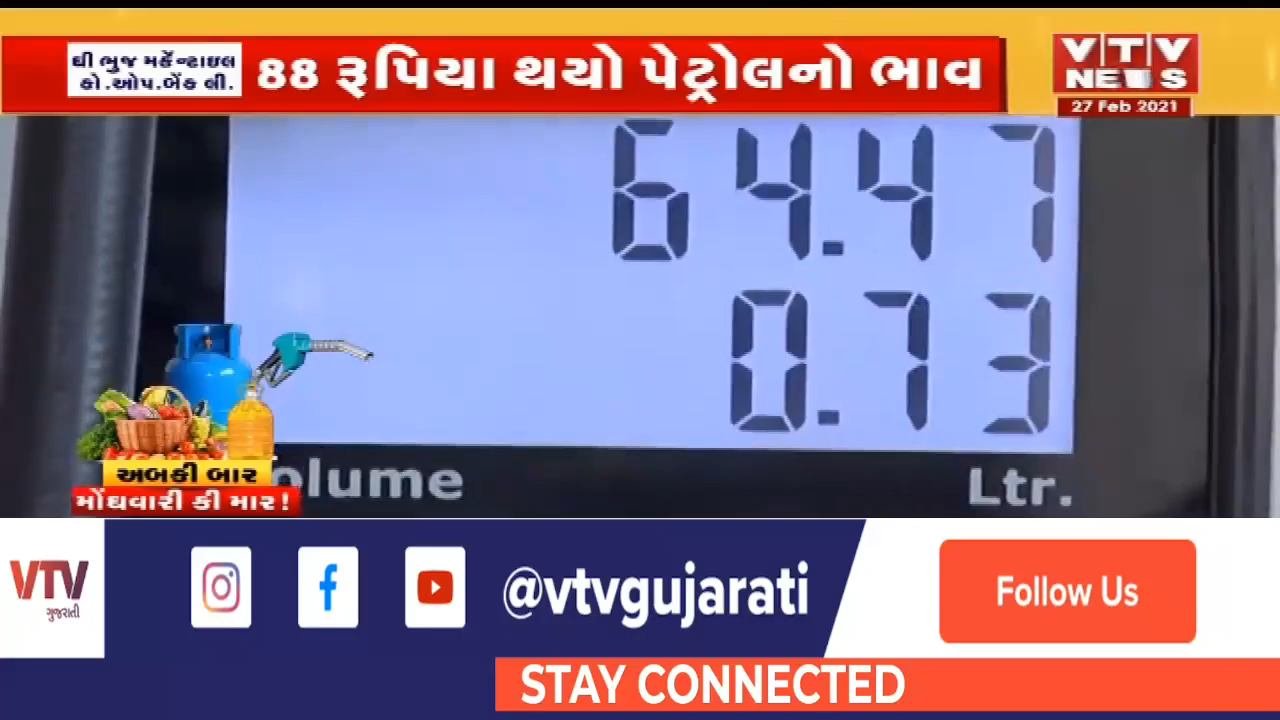 ધી ભુજ મર્કેન્ટાઇલ
કો.ઓપ.બેંક લી.
88 રૂપિયા થયો પેટ્રોલનો ભાવ
VTV
NEWS
27 Feb 2021
64.47
0.73
olume
Ltr.
અબકી બાર
મોંઘવારી કી માર!
VTV
ગુજરાતી
@vtvgujarati
Follow Us
STAY CONNECTED